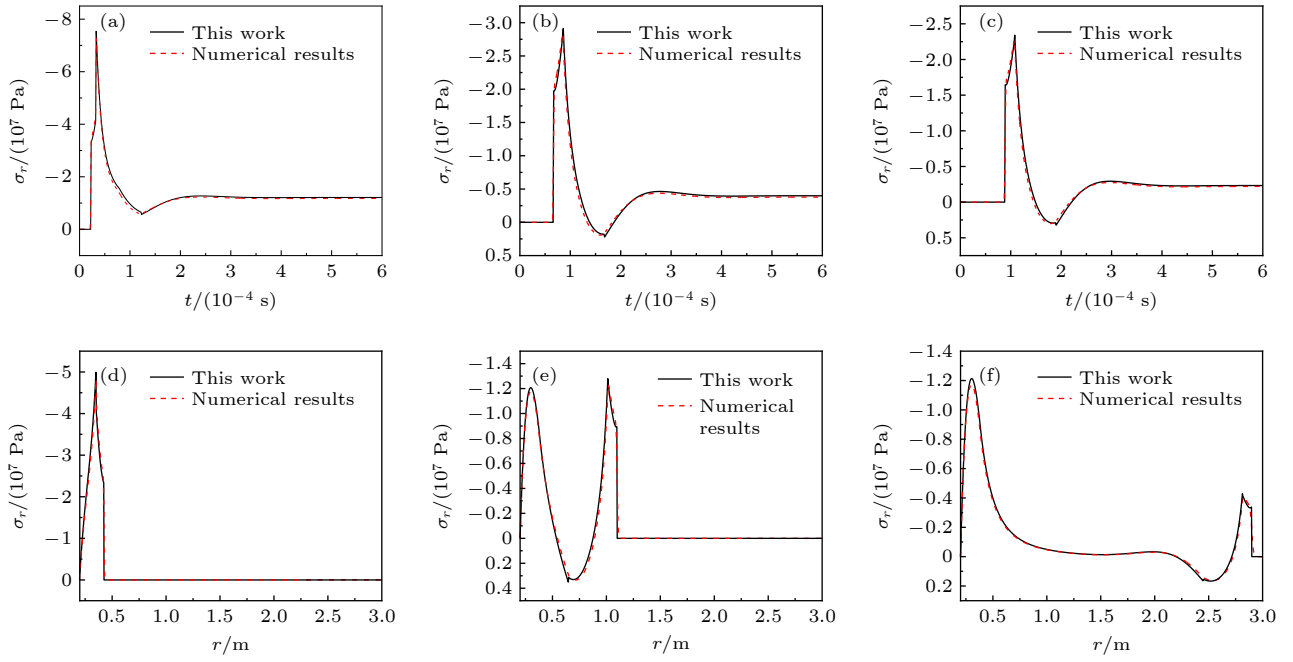 (a)
This work
Numerical results
−8
−6
−4
−2
0
σr/(10⁷ Pa)
0 1 2 3 4 5 6
t/(10⁻⁴ s)
(b)
This work
Numerical results
−3.0
−2.5
−2.0
−1.5
−1.0
−0.5
0
0.5
σr/(10⁷ Pa)
0 1 2 3 4 5 6
t/(10⁻⁴ s)
(c)
This work
Numerical results
−2.5
−2.0
−1.5
−1.0
−0.5
0
0.5
σr/(10⁷ Pa)
0 1 2 3 4 5 6
t/(10⁻⁴ s)
(d)
This work
Numerical results
−5
−4
−3
−2
−1
0
σr/(10⁷ Pa)
0.5 1.0 1.5 2.0 2.5 3.0
r/m
(e)
This work
Numerical
results
−1.4
−1.2
−1.0
−0.8
−0.6
−0.4
−0.2
0
0.2
0.4
σr/(10⁷ Pa)
0.5 1.0 1.5 2.0 2.5 3.0
r/m
(f)
This work
Numerical results
−1.4
−1.2
−1.0
−0.8
−0.6
−0.4
−0.2
0
0.2
σr/(10⁷ Pa)
0.5 1.0 1.5 2.0 2.5 3.0
r/m